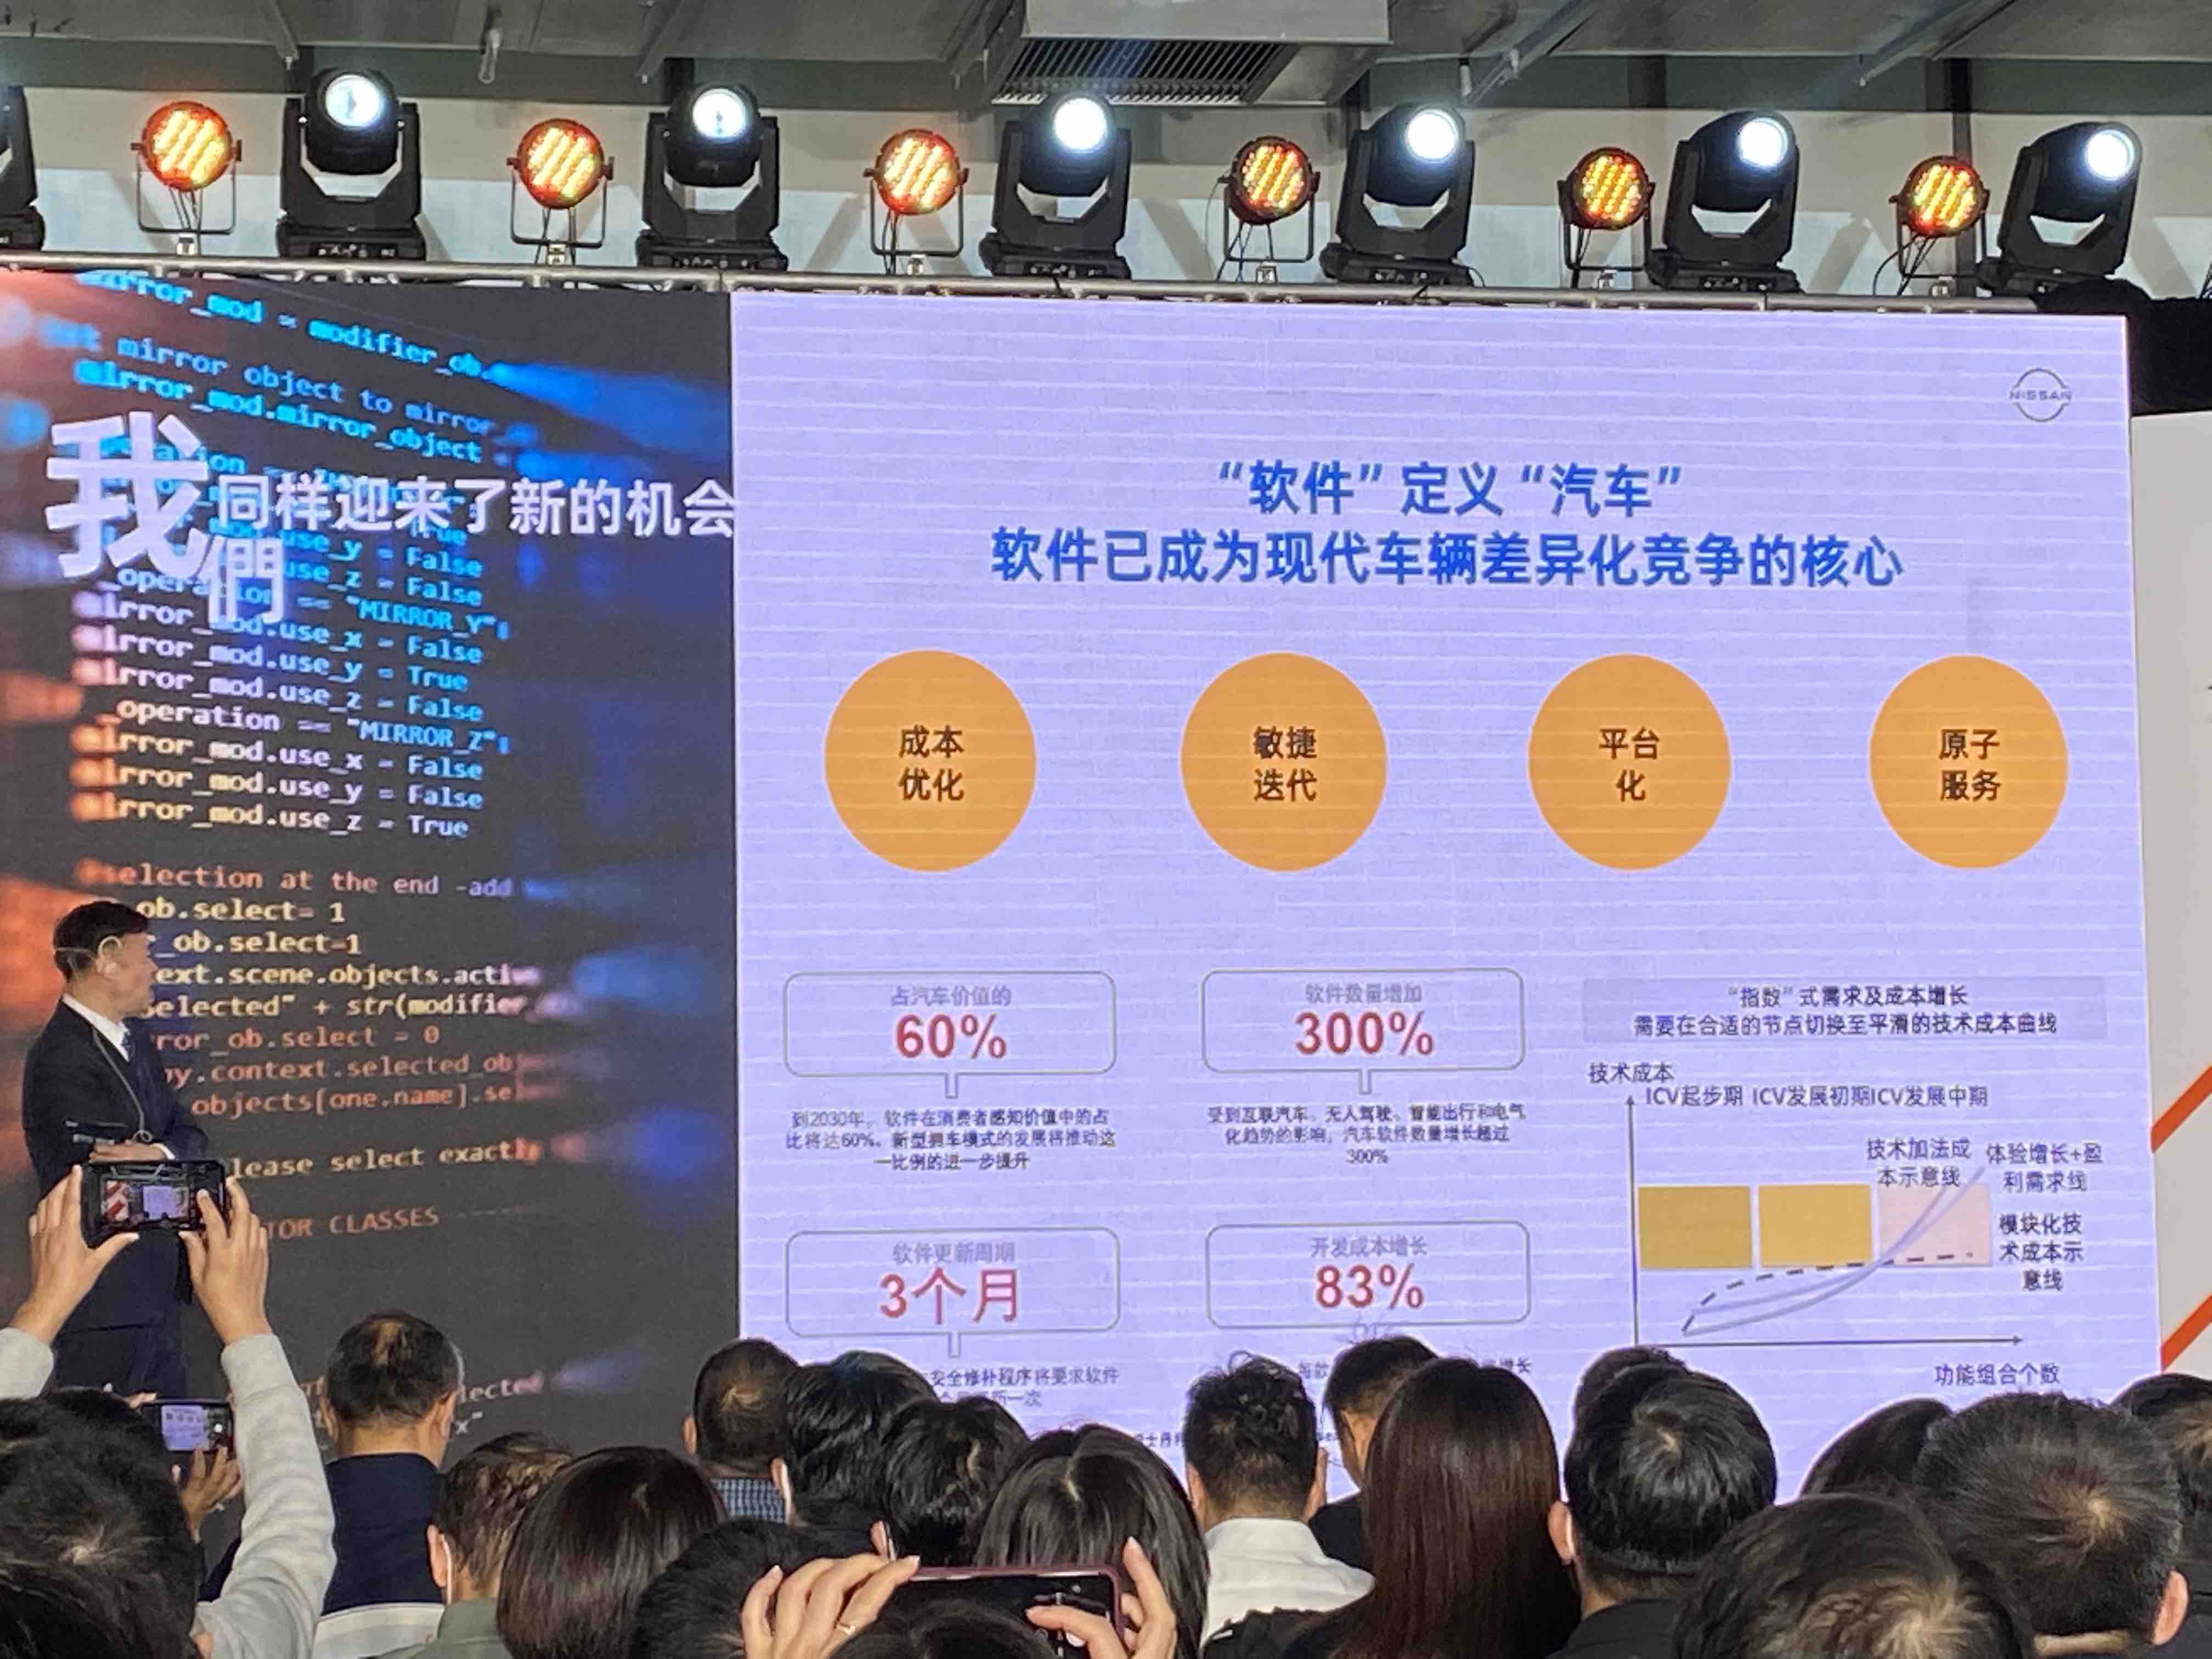 mirror_mod = modifier_ob.
mirror object to mirror
mirror_mod.mirror_object
operation ==
我們同样迎来了新的机会
True
use_y = False
use_z = False
_operation == "MIRROR_Y":
mirror_mod.use_x = False
mirror_mod.use_y = True
mirror_mod.use_z = False
_operation == "MIRROR_Z":
mirror_mod.use_x = False
mirror_mod.use_y = False
mirror_mod.use_z = True
selection at the end -add
ob.select= 1
_ob.select=1
ext.scene.objects.activ
selected" + str(modifier
ror_ob.select = 0
py.context.selected_ob
objects[one.name].se
lease select exactl
TOR CLASSES
lected
x"
NISSAN
“软件”定义“汽车”
软件已成为现代车辆差异化竞争的核心
成本
优化
敏捷
迭代
平台
化
原子
服务
占汽车价值的
60%
到2030年，软件在消费者感知价值中的占
比将达60%。新型拥车模式的发展将推动这
一比例的进一步提升
软件数量增加
300%
受到互联汽车、无人驾驶、智能出行和电气
化趋势的影响，汽车软件数量增长超过
300%
软件更新周期
3个月
安全修补程序将要求软件
一次
开发成本增长
83%
增长
“指数”式需求及成本增长
需要在合适的节点切换至平滑的技术成本曲线
技术成本
ICV起步期 ICV发展初期ICV发展中期
技术加法成
本示意线
体验增长+盈
利需求线
模块化技
术成本示
意线
功能组合个数